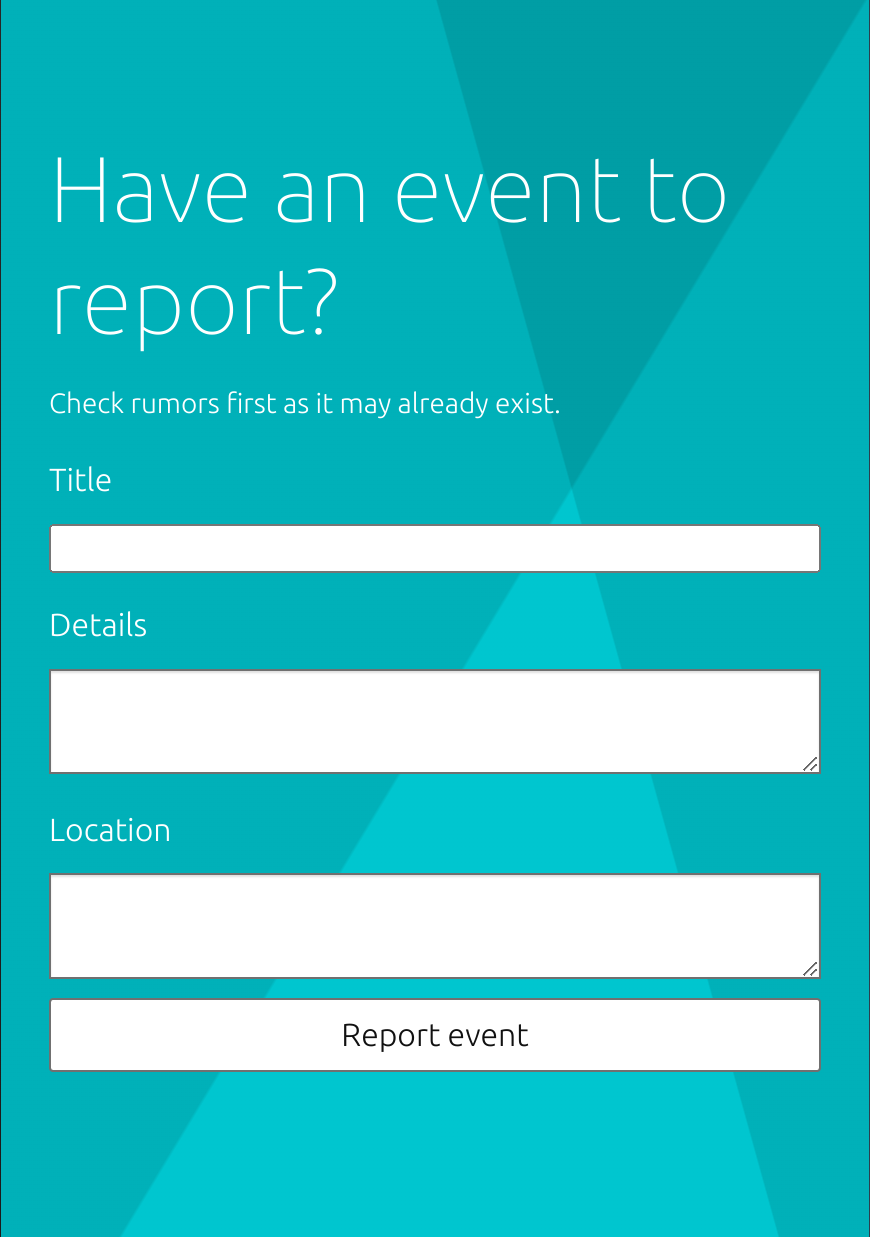 Have an event to
report?
Check rumors first as it may already exist.
Title
Details
Location
Report event